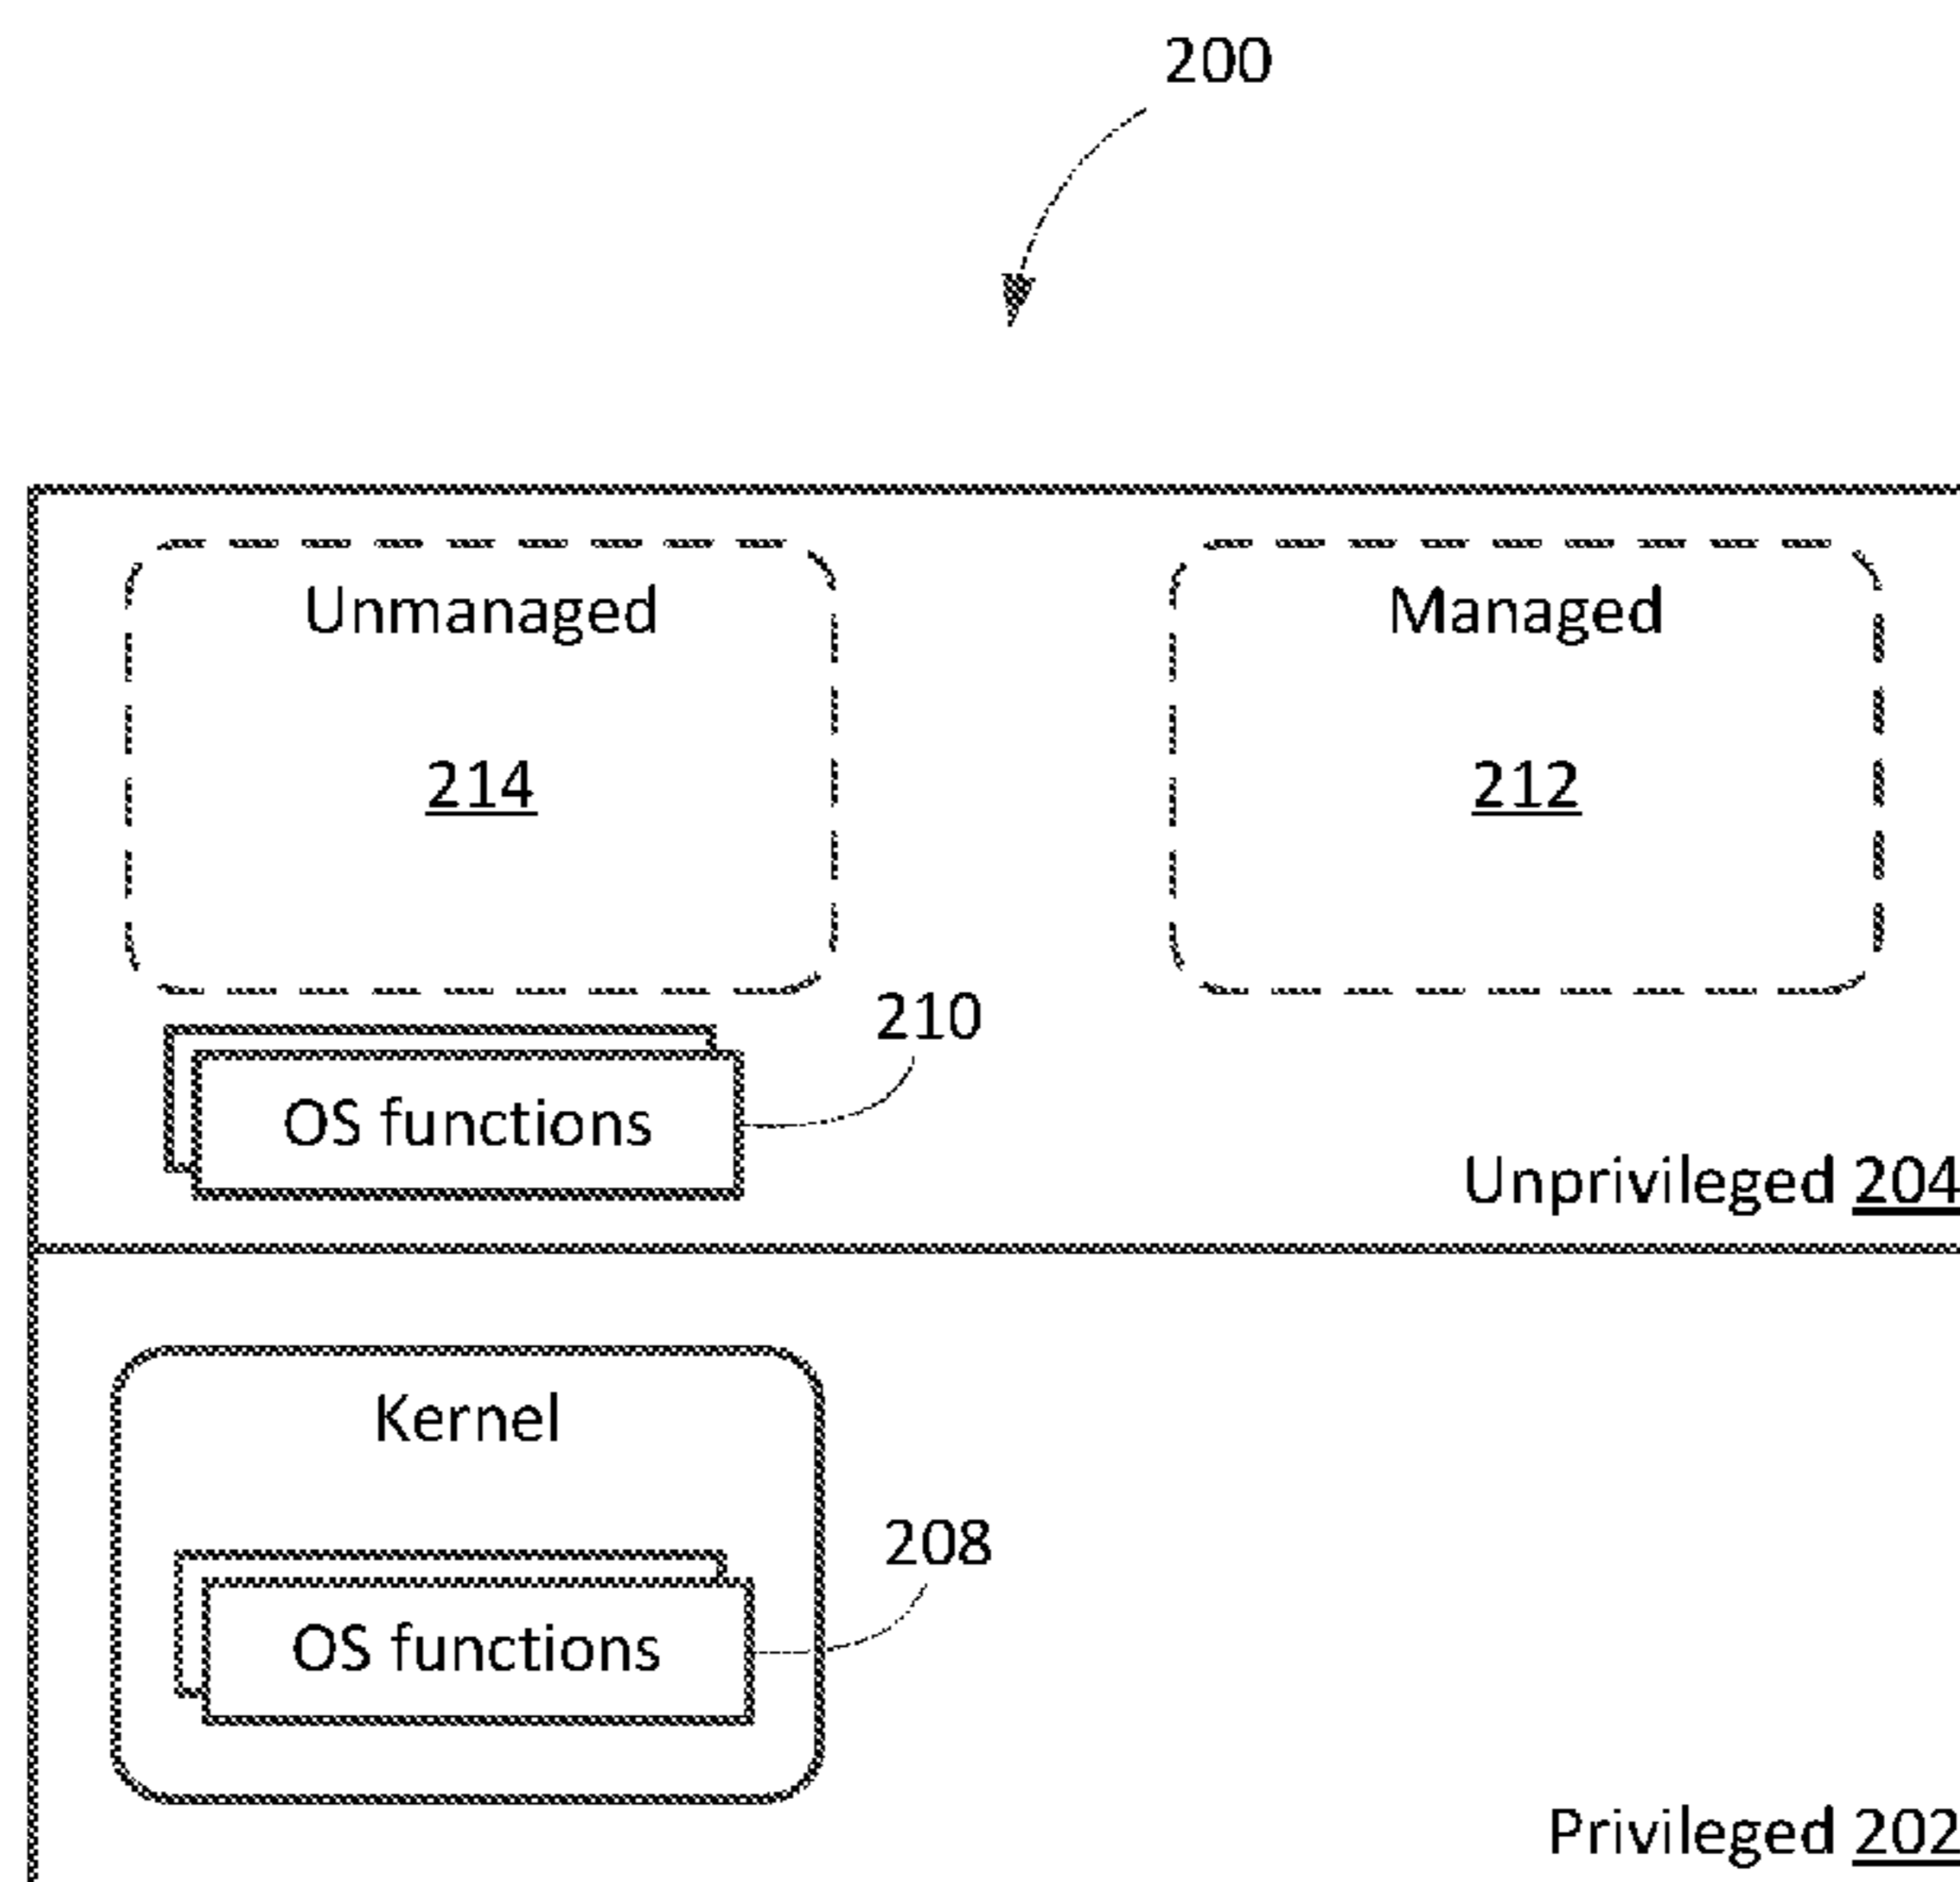 200
Unmanaged
Managed
214
212
210
OS functions
Unprivileged 204
Kernel
208
OS functions
Privileged 202